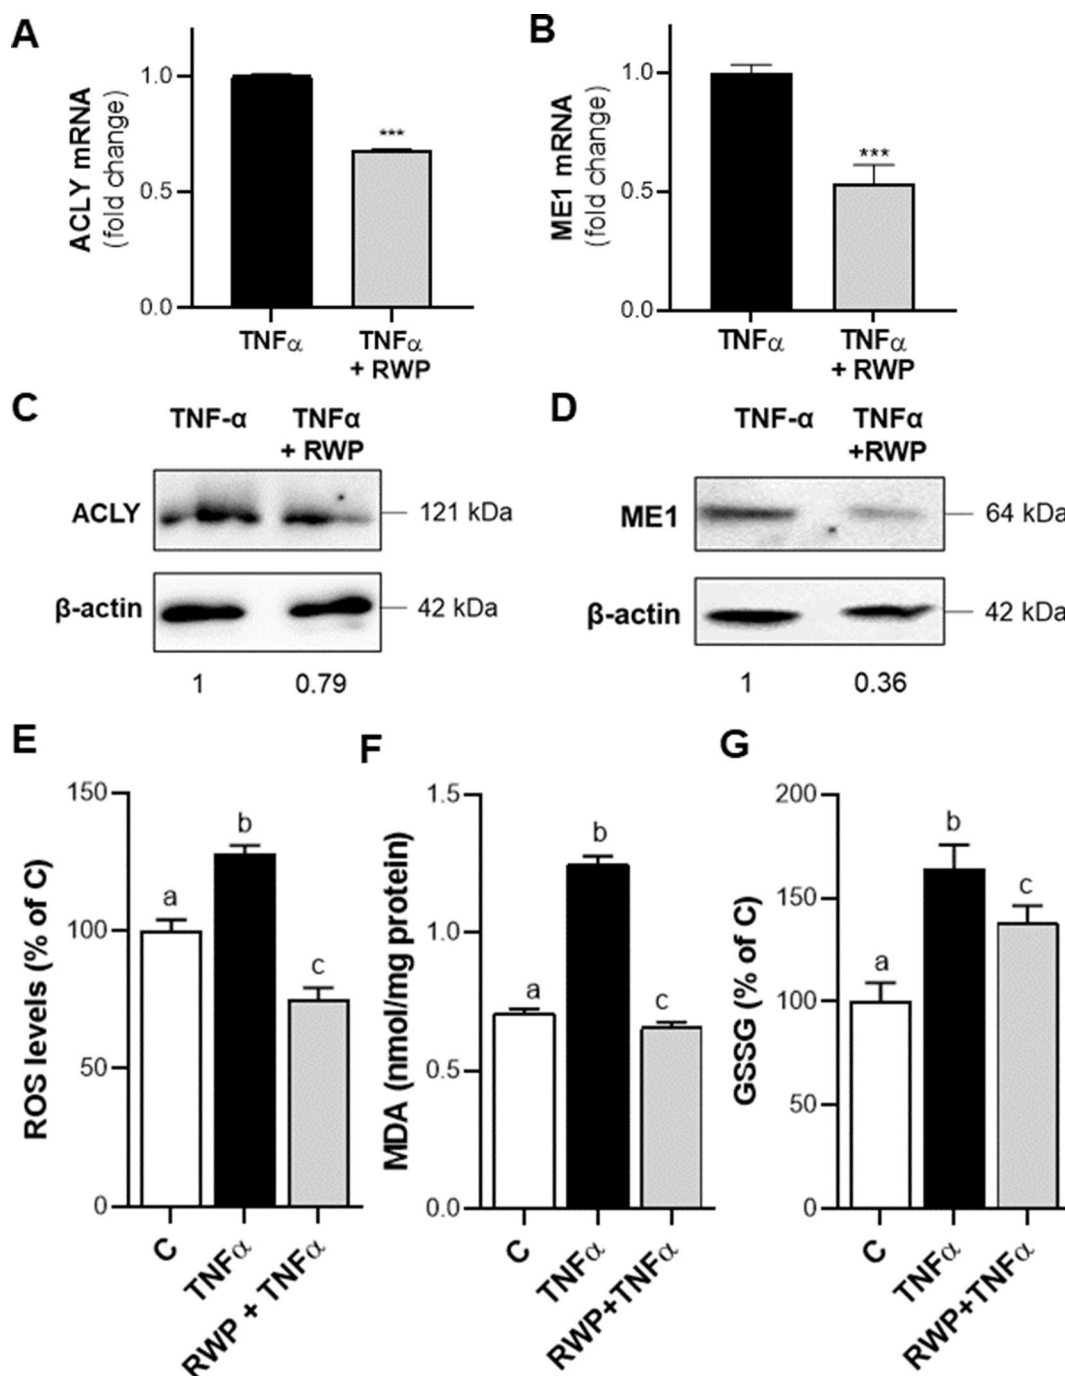 A
ACLY mRNA
(fold change)
1.0
0.5
0.0
***
TNFα
TNFα
+ RWP
B
ME1 mRNA
(fold change)
1.0
0.5
0.0
***
TNFα
TNFα
+ RWP
C
TNF-α
TNFα
+ RWP
ACLY
121 kDa
β-actin
42 kDa
1
0.79
D
TNF-α
TNFα
+RWP
ME1
64 kDa
β-actin
42 kDa
1
0.36
E
ROS levels (% of C)
150
100
50
0
a
b
c
C
TNFα
RWP + TNFα
F
MDA (nmol/mg protein)
1.5
1.0
0.5
0.0
a
b
c
C
TNFα
RWP+TNFα
G
GSSG (% of C)
200
150
100
50
0
a
b
c
C
TNFα
RWP+TNFα